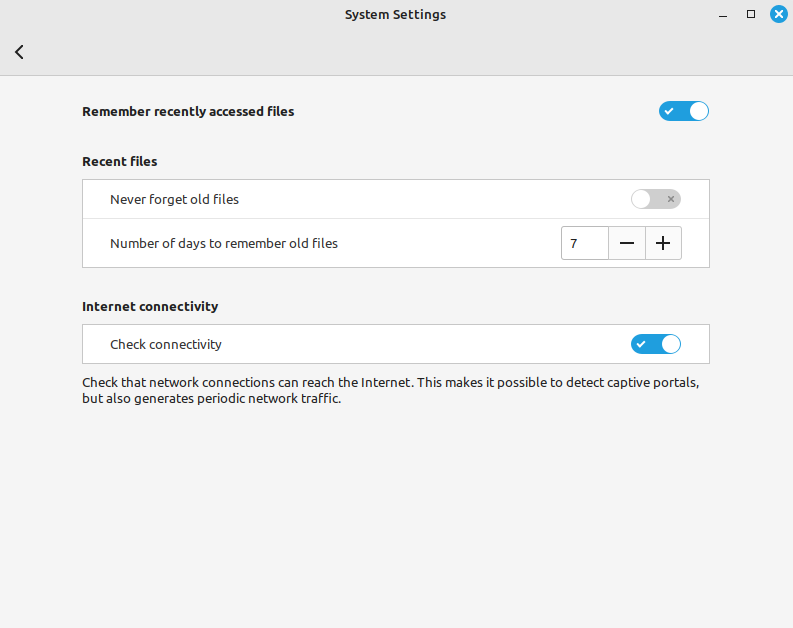 System Settings
Remember recently accessed files
Recent files
Never forget old files
Number of days to remember old files
7
Internet connectivity
Check connectivity
Check that network connections can reach the Internet. This makes it possible to detect captive portals,
but also generates periodic network traffic.